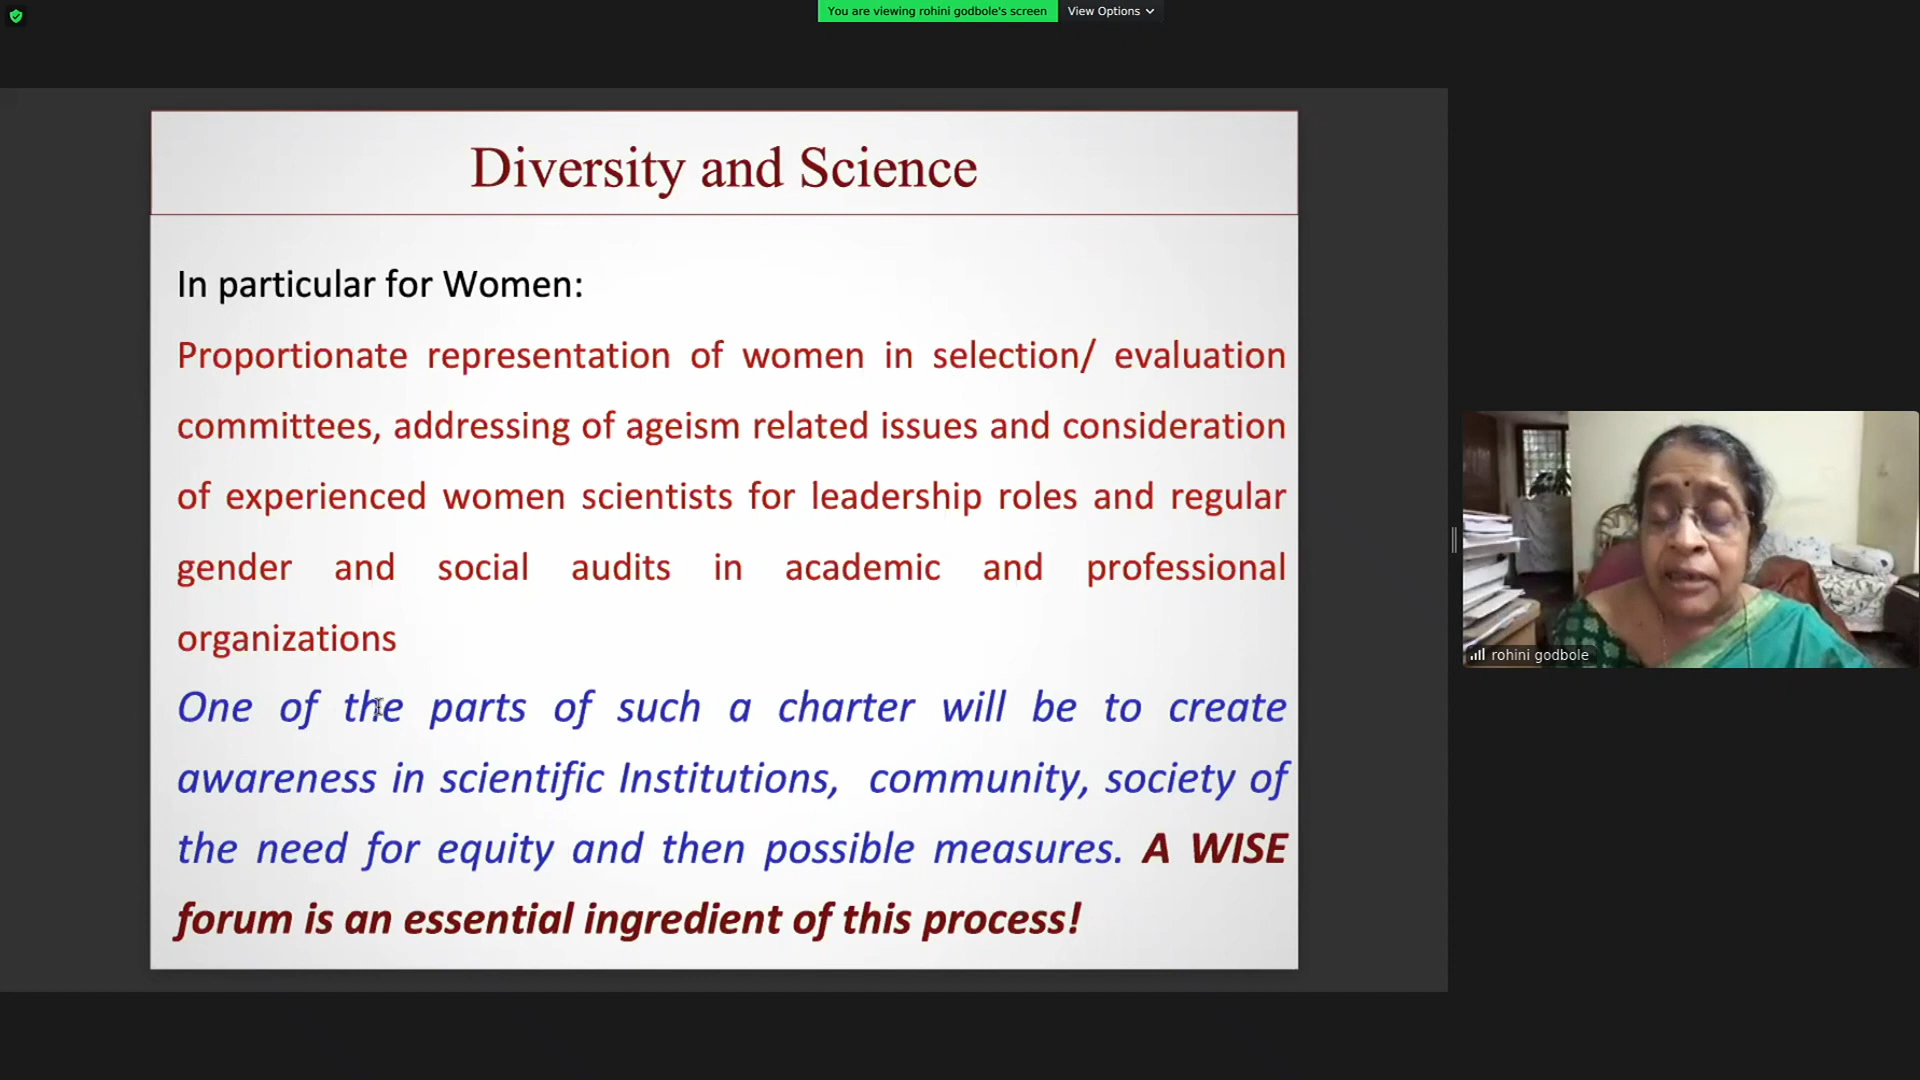 You are viewing rohini godbole's screen View Options
Diversity and Science
In particular for Women:
Proportionate representation of women in selection/ evaluation
committees, addressing of ageism related issues and consideration
of experienced women scientists for leadership roles and regular
gender and social audits in academic and professional
organizations
One of the parts of such a charter will be to create
awareness in scientific Institutions, community, society of
the need for equity and then possible measures. A WISE
forum is an essential ingredient of this process!
rohini godbole